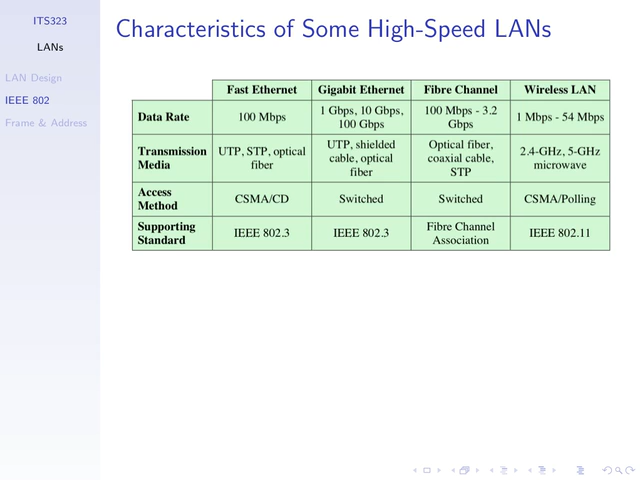 ITS323
LANs
LAN Design
IEEE 802
Frame & Address
Characteristics of Some High-Speed LANs
Fast Ethernet Gigabit Ethernet Fibre Channel Wireless LAN
Data Rate 100 Mbps 1 Gbps, 10 Gbps, 100 Gbps 100 Mbps - 3.2 Gbps 1 Mbps - 54 Mbps
Transmission Media UTP, STP, optical fiber UTP, shielded cable, optical fiber Optical fiber, coaxial cable, STP 2.4-GHz, 5-GHz microwave
Access Method CSMA/CD Switched Switched CSMA/Polling
Supporting Standard IEEE 802.3 IEEE 802.3 Fibre Channel Association IEEE 802.11